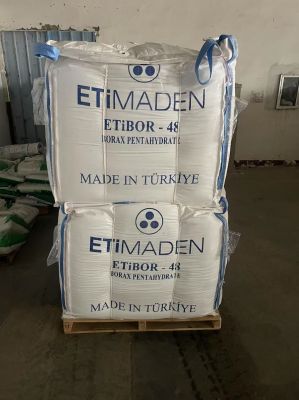 ETiMADEN
ETiBOR - 48
BORAX PENTAHYDRATE
MADE IN TÜRKİYE
ETiMADEN
ETiBOR - 48
BORAX PENTAHYDRATE
MADE IN TÜRKİYE